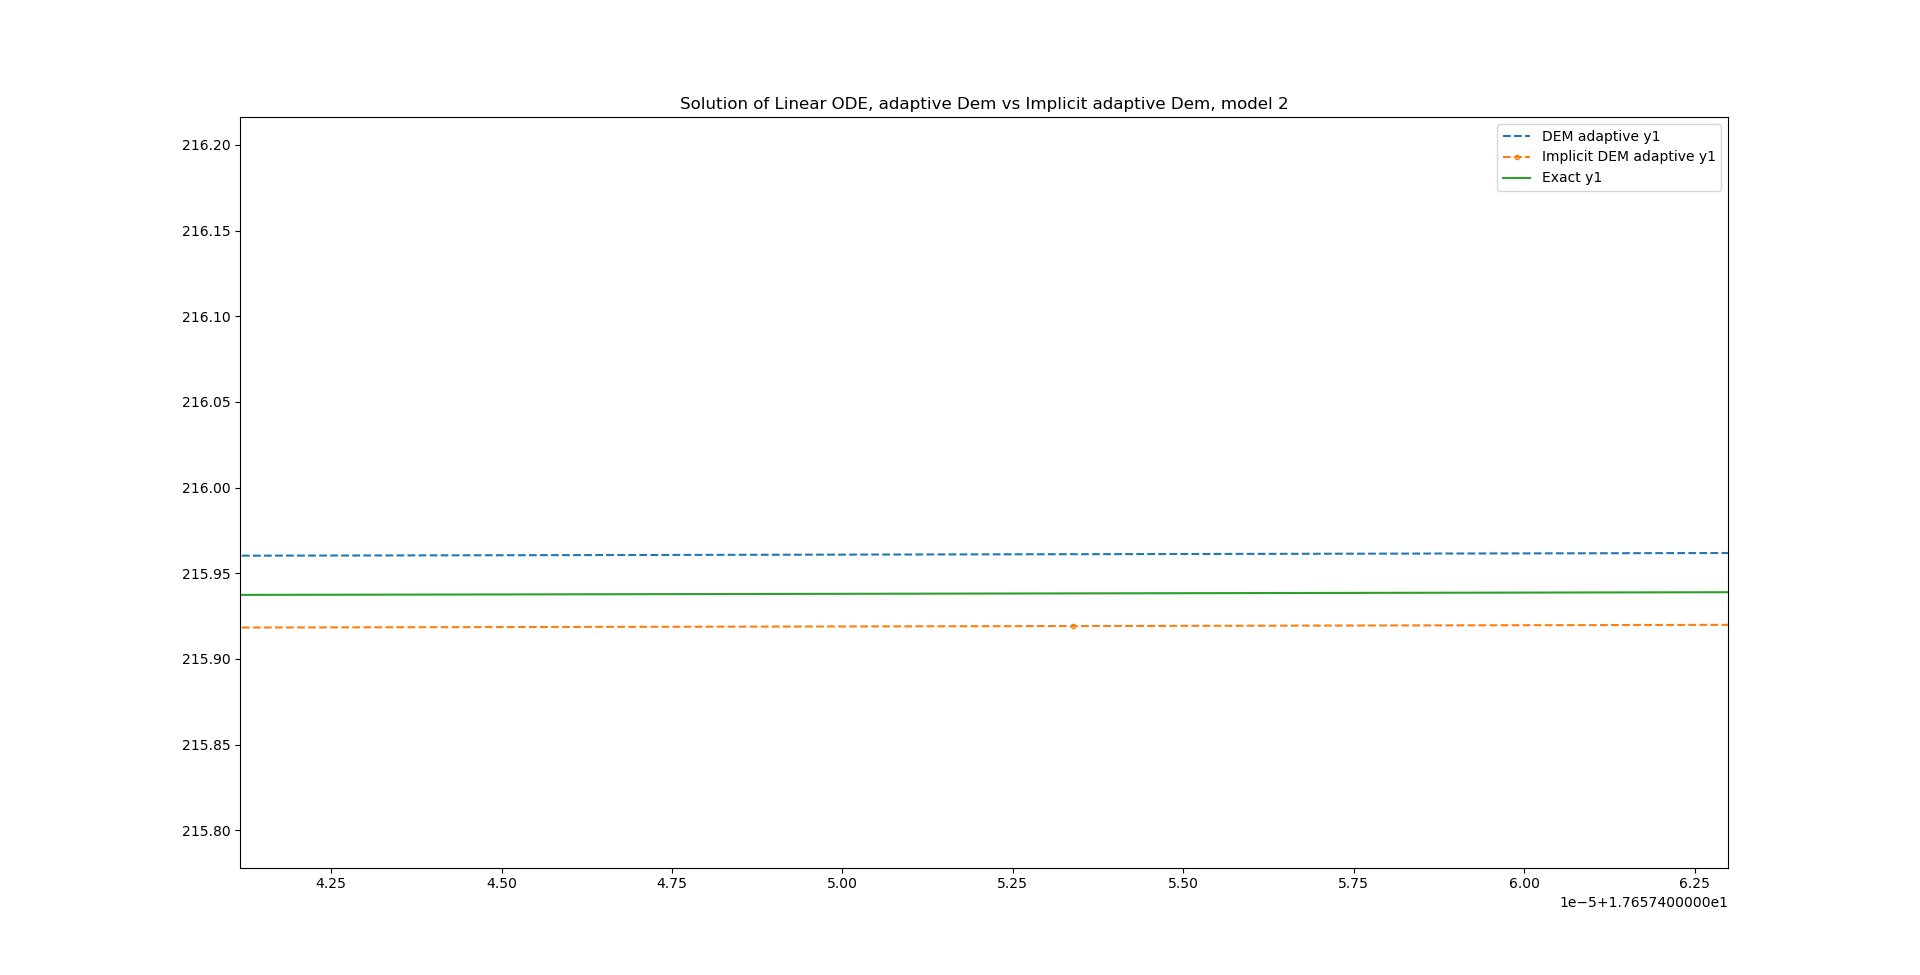 Solution of Linear ODE, adaptive Dem vs Implicit adaptive Dem, model 2
DEM adaptive y1
Implicit DEM adaptive y1
Exact y1
216.20
216.15
216.10
216.05
216.00
215.95
215.90
215.85
215.80
4.25 4.50 4.75 5.00 5.25 5.50 5.75 6.00 6.25
1e−5+1.7657400000e1